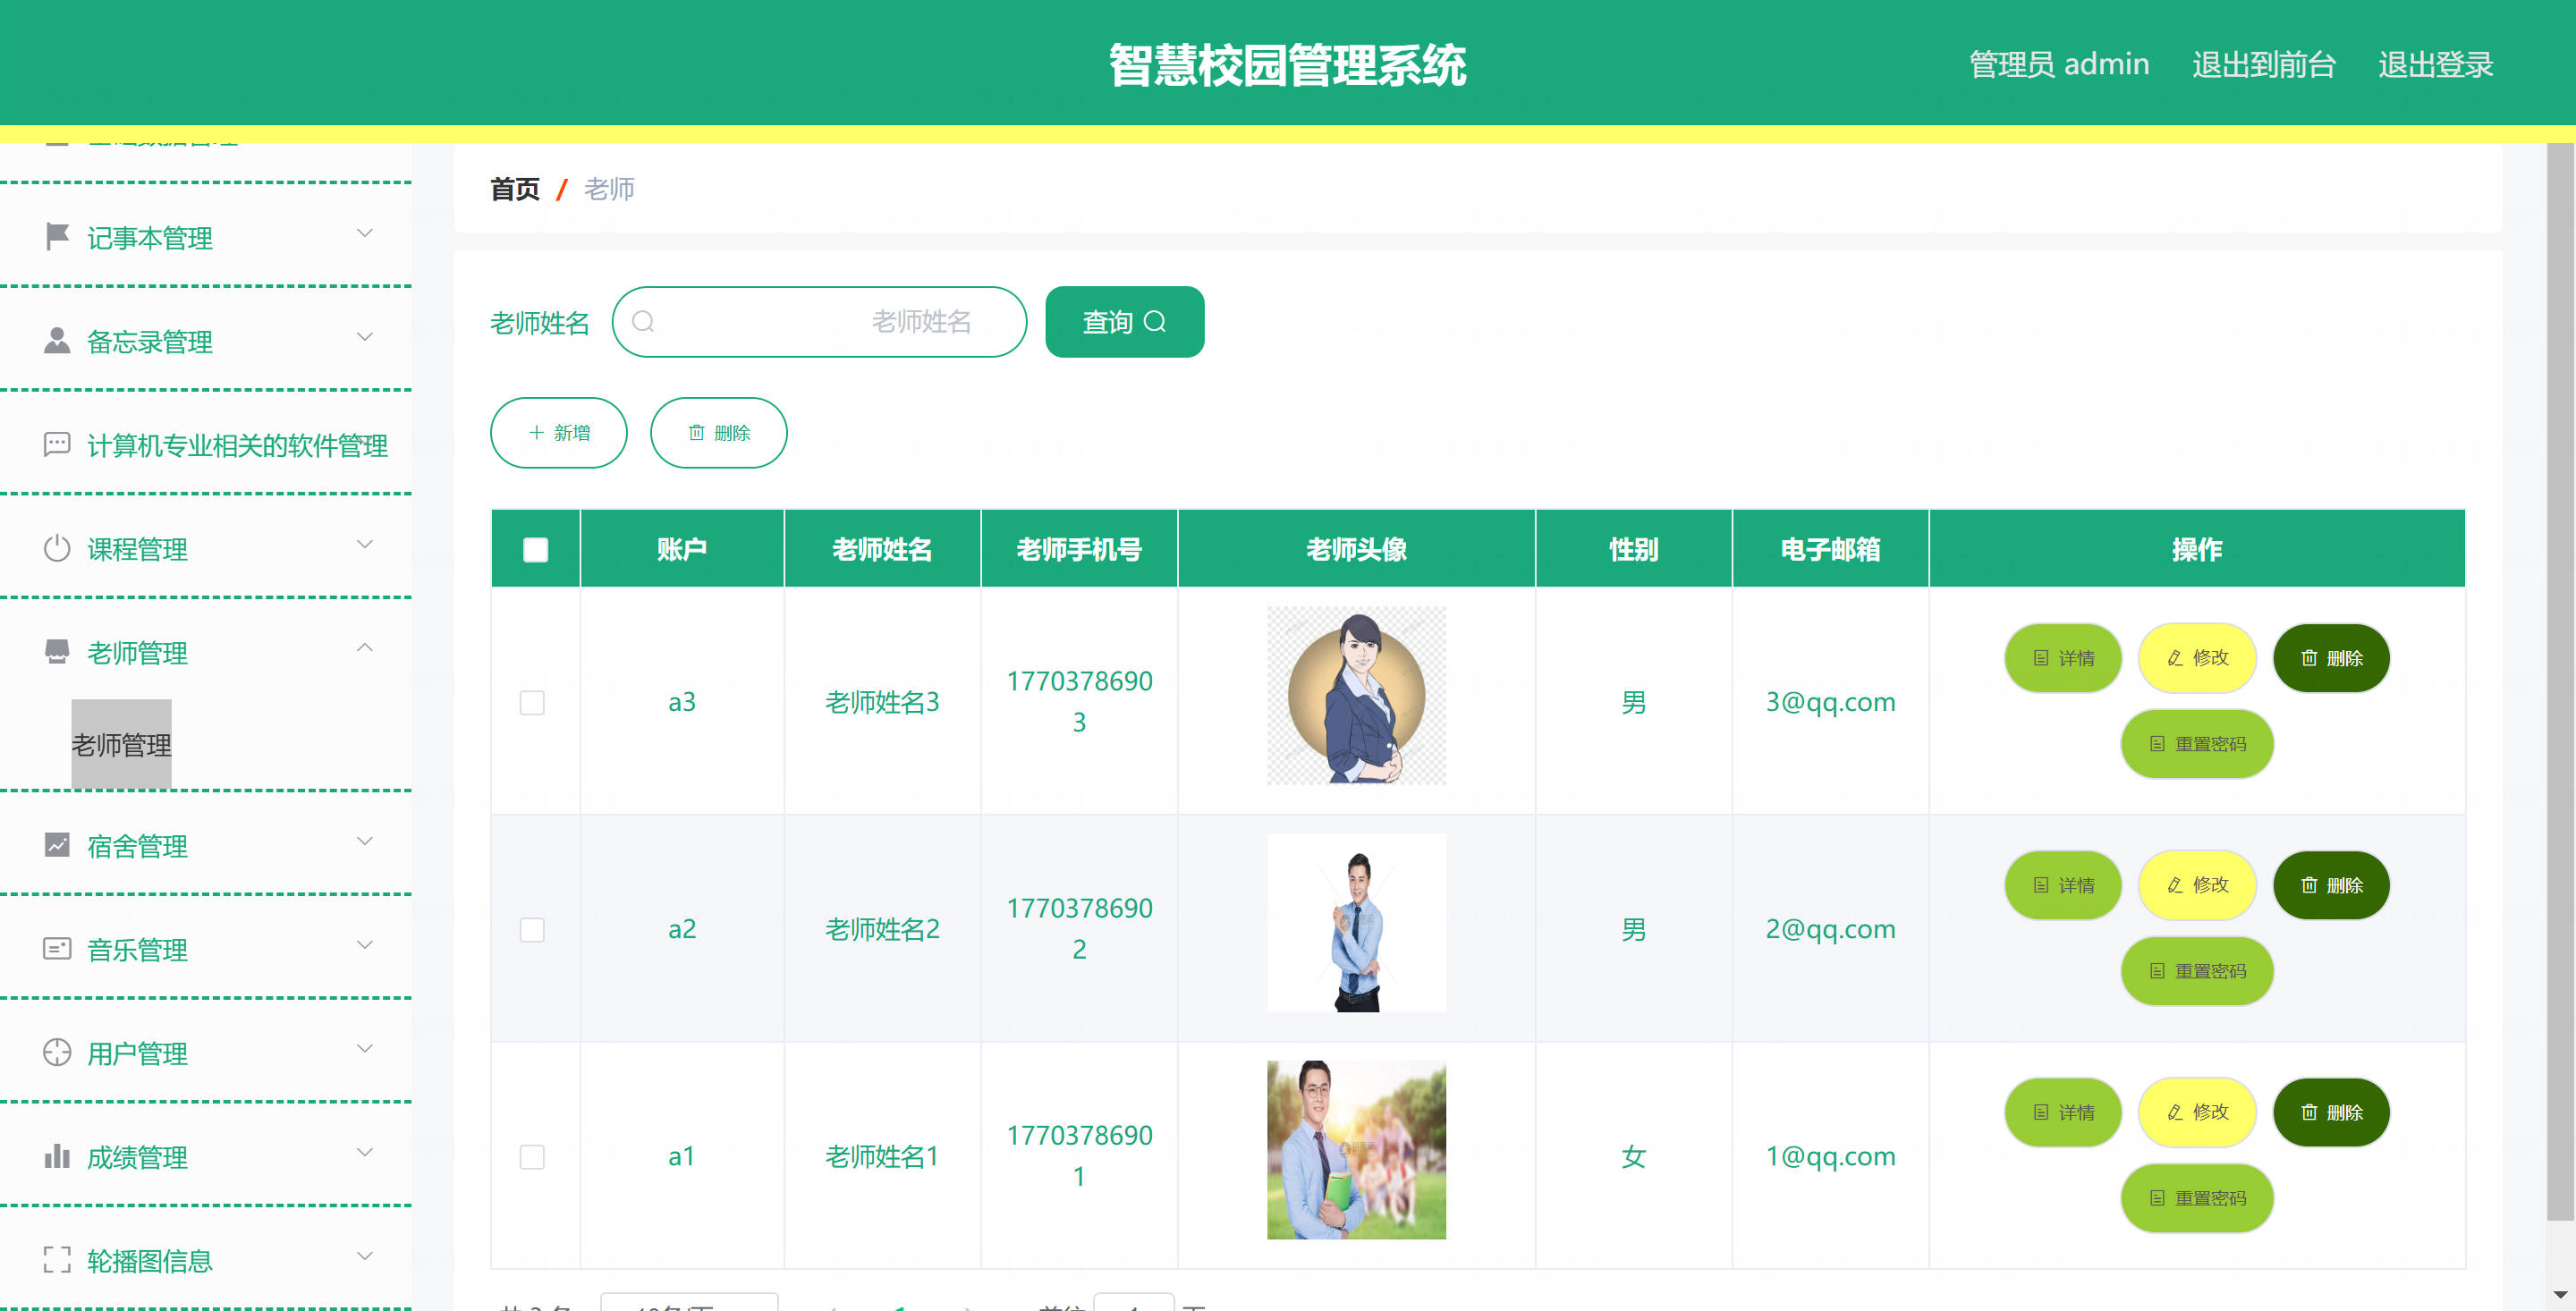 智慧校园管理系统
管理员 admin 退出到前台 退出登录
首页 / 老师
记事本管理
备忘录管理
计算机专业相关的软件管理
课程管理
老师管理
老师管理
宿舍管理
音乐管理
用户管理
成绩管理
轮播图信息
老师姓名 老师姓名 查询
新增 删除
账户 老师姓名 老师手机号 老师头像 性别 电子邮箱 操作
a3 老师姓名3 17703786903 男 3@qq.com 详情 修改 删除
重置密码
a2 老师姓名2 17703786902 男 2@qq.com 详情 修改 删除
重置密码
a1 老师姓名1 17703786901 女 1@qq.com 详情 修改 删除
重置密码